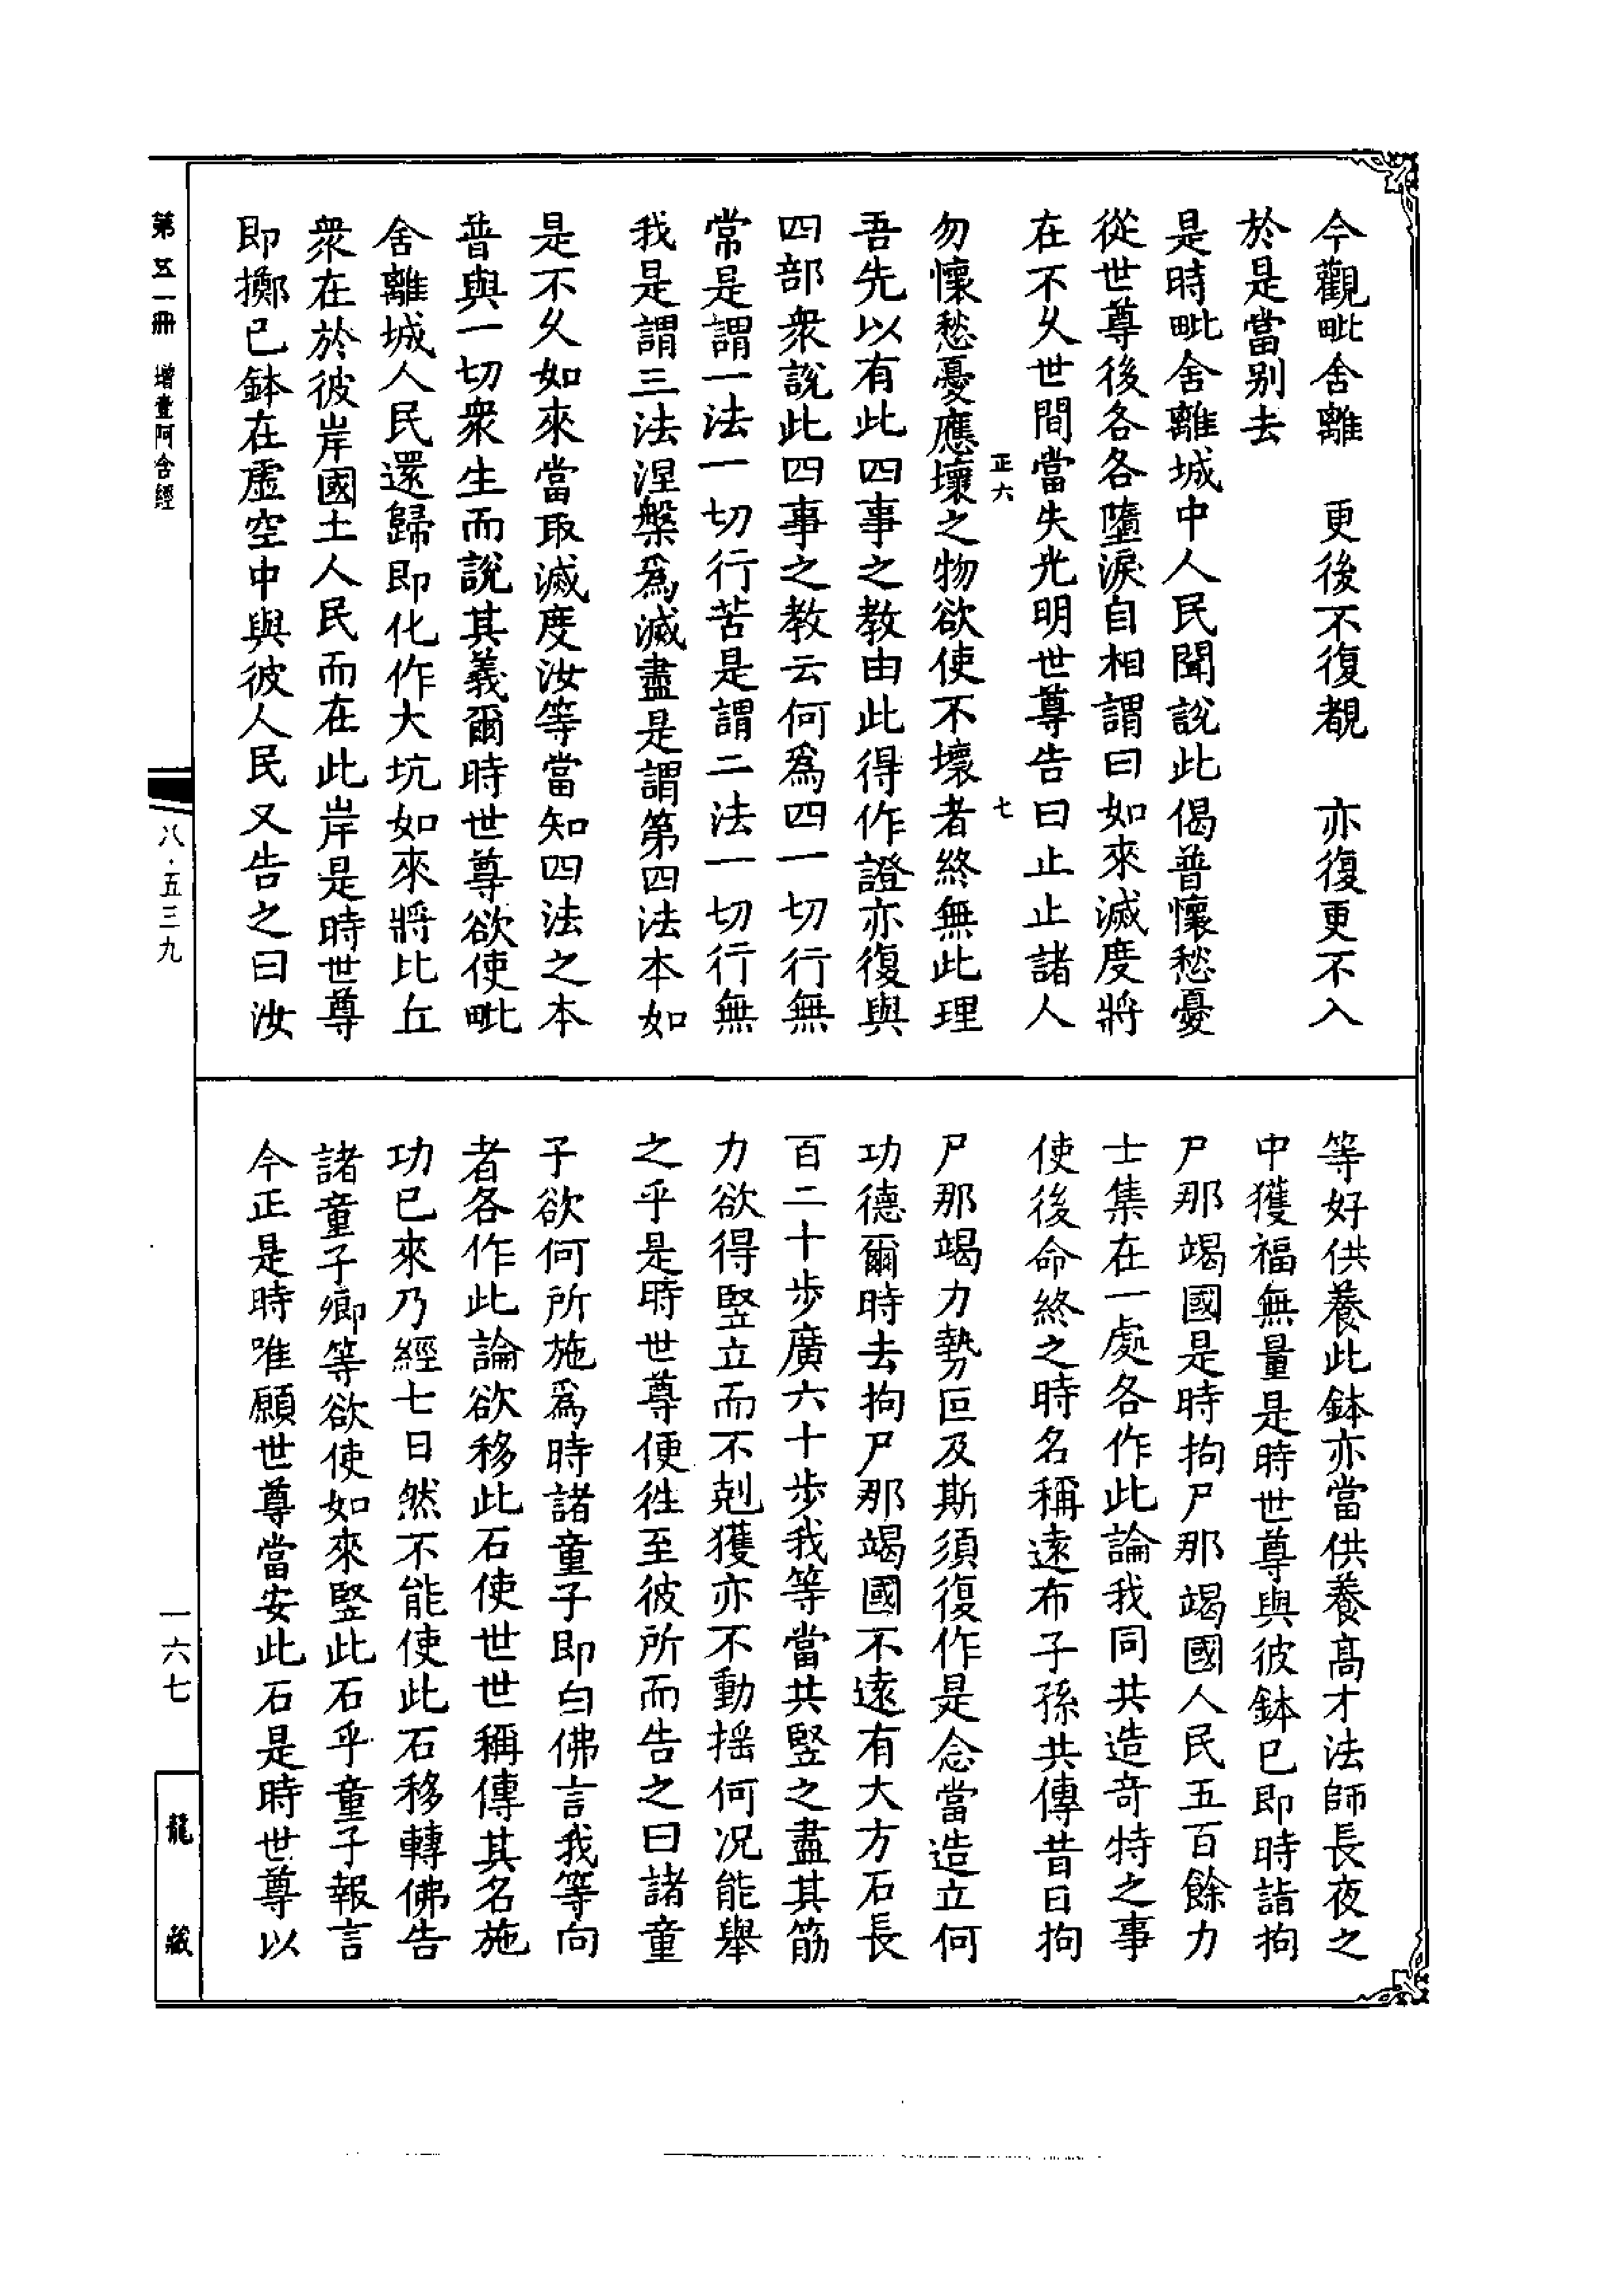 今觀毗舍離　更後不復覩　亦復更不入
於是當別去
是時毗舍離城中人民聞說此偈普懷愁憂
從世尊後各各墮淚自相謂曰如來滅度將
在不久世間當失光明世尊告曰止止諸人
正六　七
勿懷愁憂應壞之物欲使不壞者終無此理
吾先以有此四事之教由此得作證亦復與
四部衆說此四事之教云何爲四一切行無
常是謂一法一切行苦是謂二法一切行無
我是謂三法涅槃爲滅盡是謂第四法本如
是不久如來當取滅度汝等當知四法之本
普與一切衆生而說其義爾時世尊欲使毗
舍離城人民還歸即化作大坑如來將比丘
衆在於彼岸國土人民而在此岸是時世尊
即擲已鉢在虛空中與彼人民又告之曰汝
等好供養此鉢亦當供養高才法師長夜之
中獲福無量是時世尊與彼鉢已即時詣拘
尸那竭國是時拘尸那竭國人民五百餘力
士集在一處各作此論我同共造奇特之事
使後命終之時名稱遠布子孫共傳昔日拘
尸那竭力勢叵及斯須復作是念當造立何
功德爾時去拘尸那竭國不遠有大方石長
百二十步廣六十步我等當共竪之盡其筋
力欲得竪立而不剋獲亦不動搖何况能舉
之乎是時世尊便往至彼所而告之曰諸童
子欲何所施爲時諸童子即白佛言我等向
者各作此論欲移此石使世世稱傳其名施
功已來乃經七日然不能使此石移轉佛告
諸童子卿等欲使如來竪此石乎童子報言
今正是時唯願世尊當安此石是時世尊以
第五一冊　增壹阿含經
八·五三九
一六七
龍藏